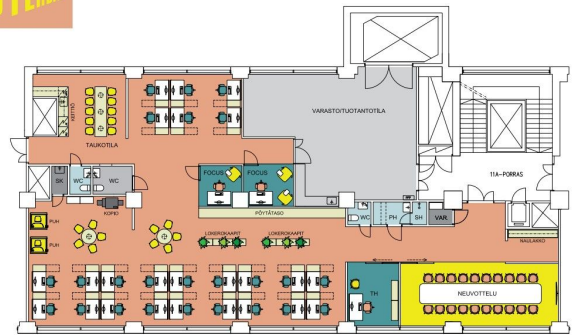 KEITTIÖ
TAUKOTILA
VARASTO/TUOTANTOTILA
SK
WC
WC
KOPIO
FOCUS
FOCUS
11A-PORRAS
PÖYTÄTASO
WC
PH
SH
VAR.
PUH
PUH
LOKEROKAAPIT
LOKEROKAAPIT
NAULAKKO
TH
NEUVOTTELU